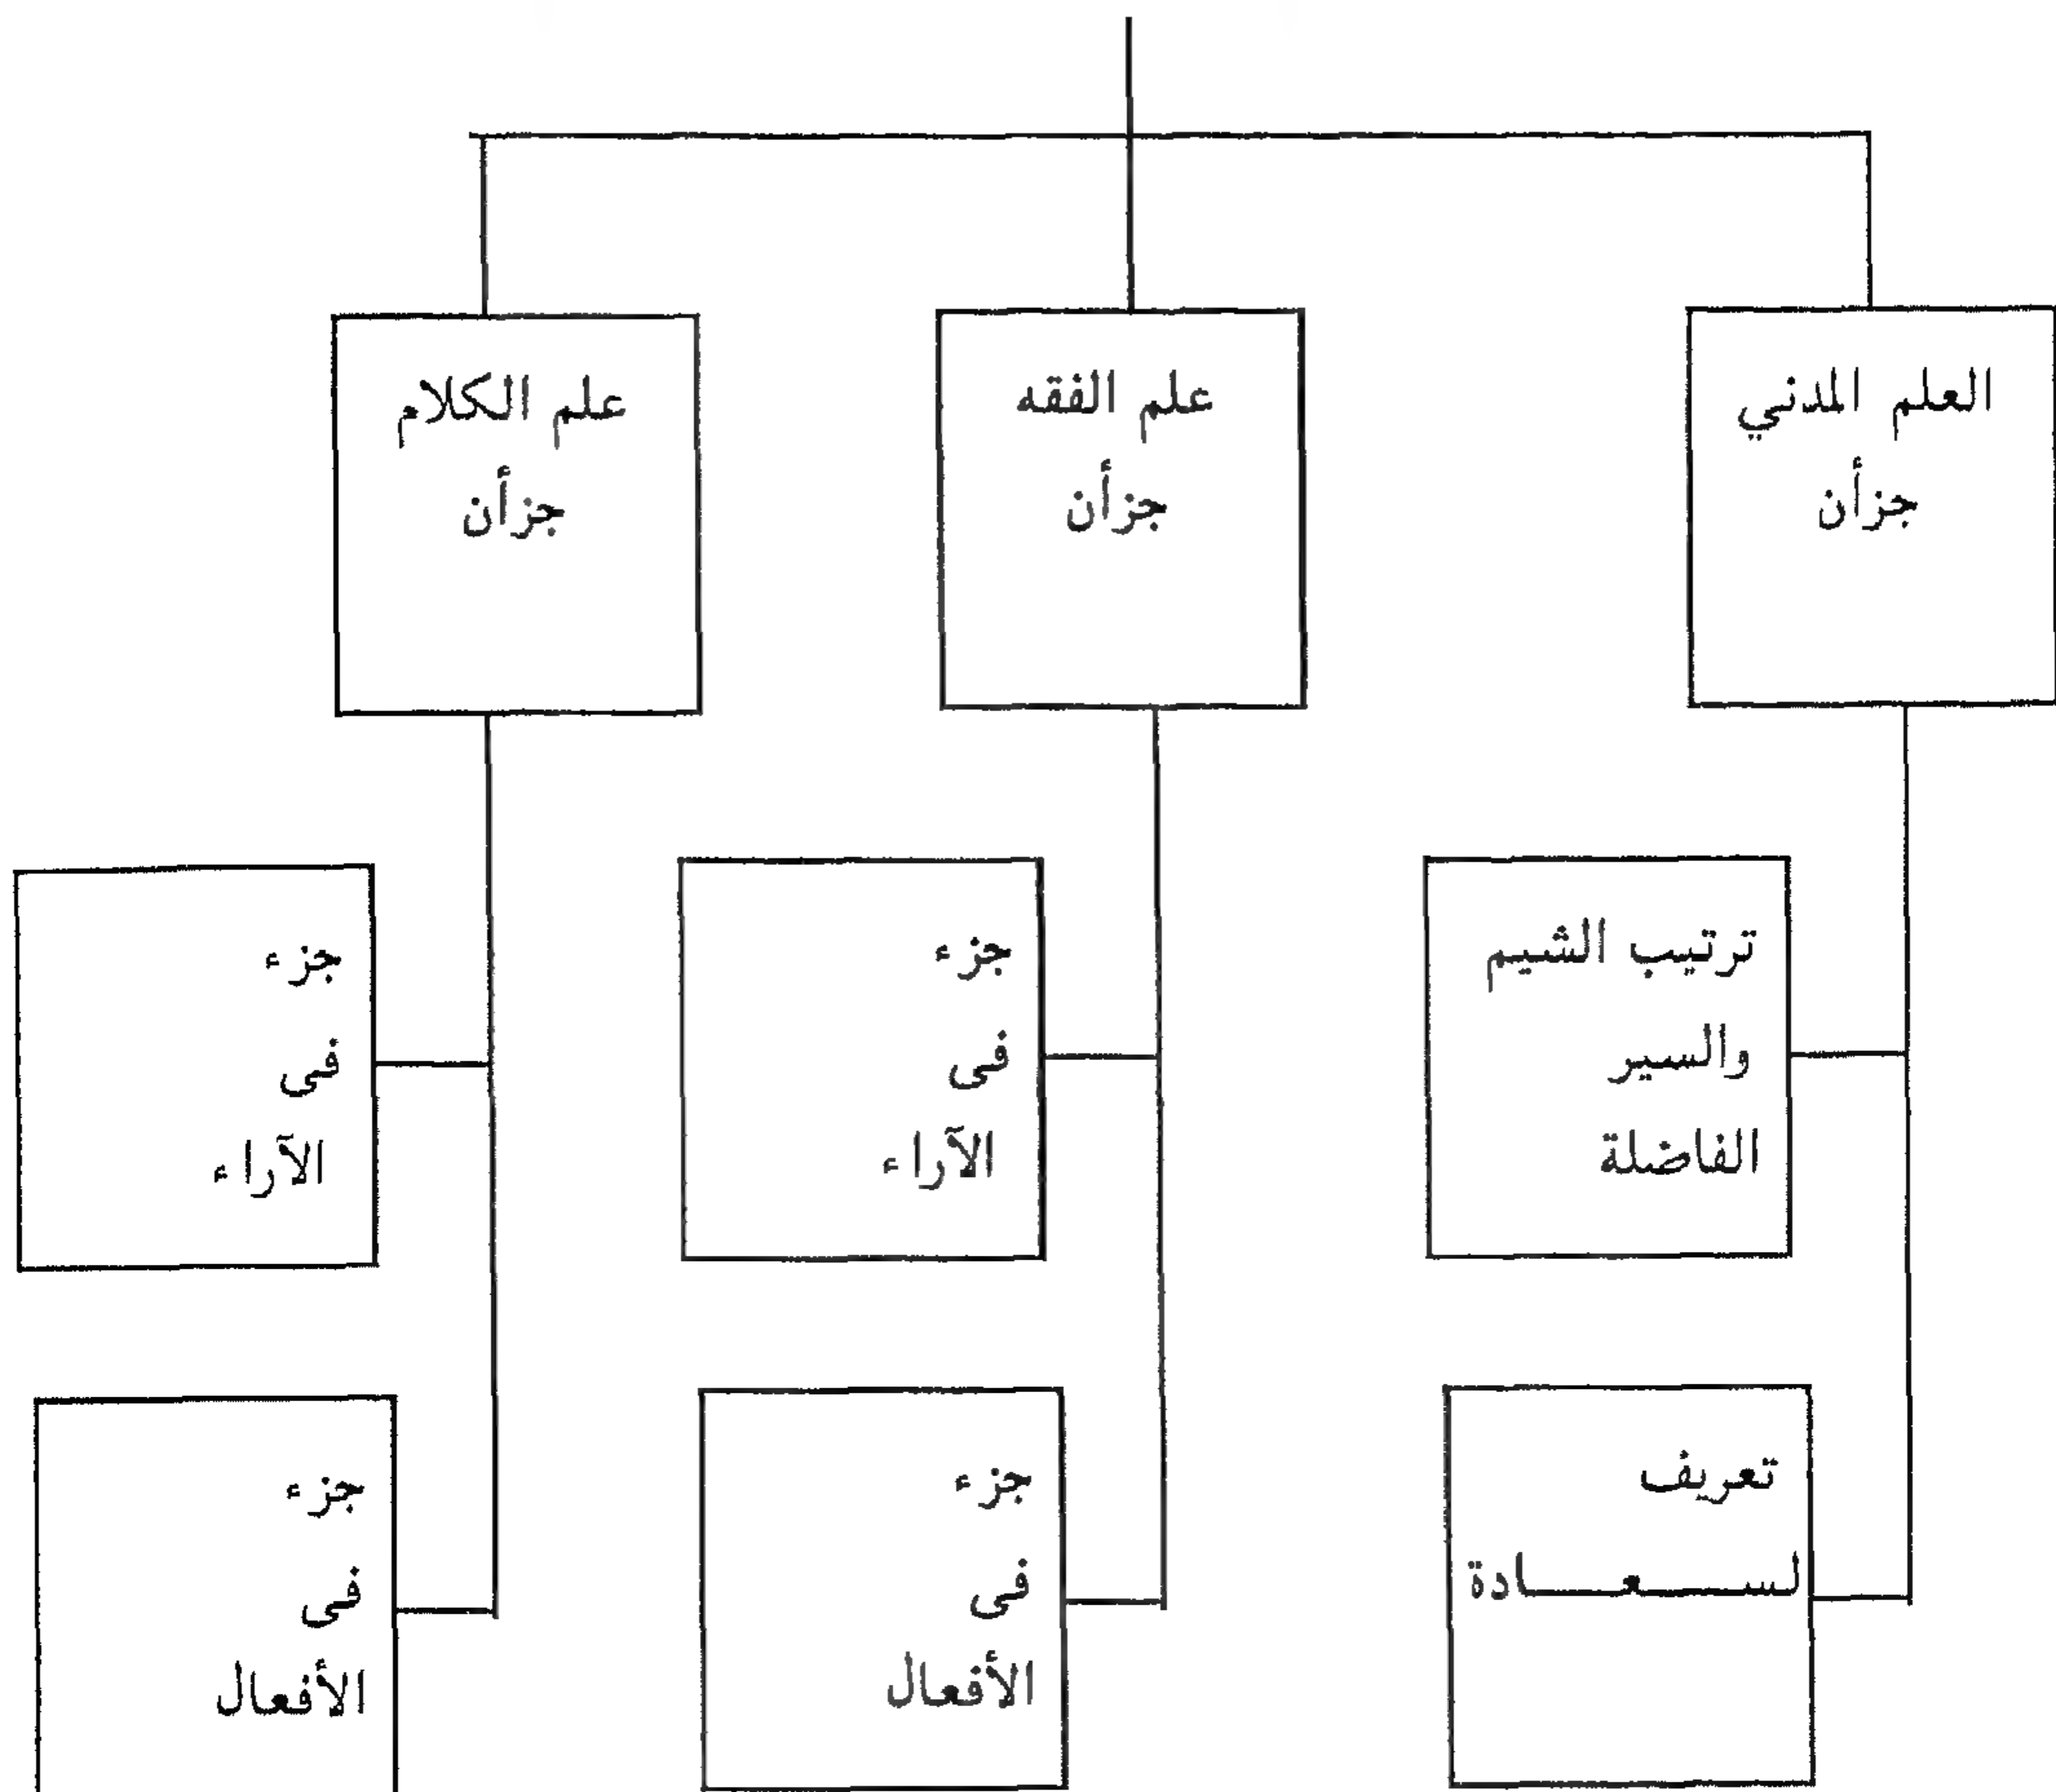 العلم المدني
جزأن
علم الفقه
جزأن
علم الكلام
جزأن
ترتيب الشيم
والسير
الفاضلة
جزء
فى
الآراء
جزء
فى
الآراء
تعريف
لســـعـــادة
جزء
فى
الأفعال
جزء
فى
الأفعال